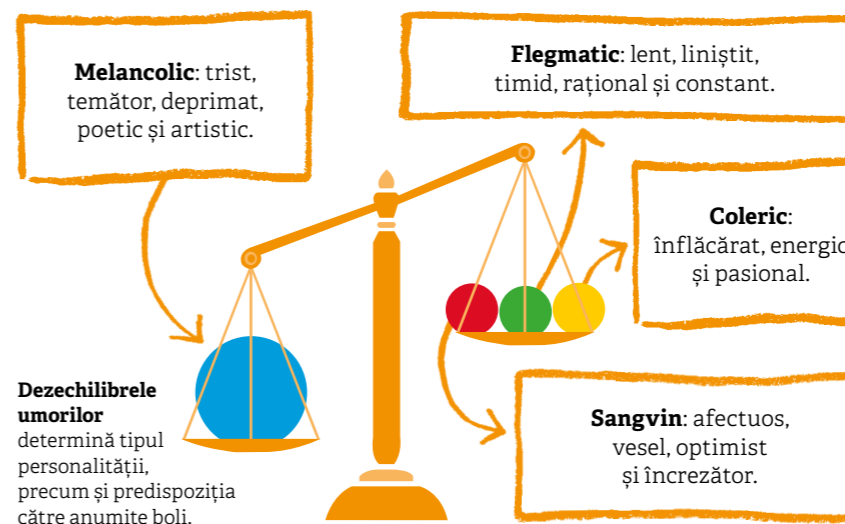 Melancolic: trist,
temător, deprimat,
poetic și artistic.
Flegmatic: lent, liniștit,
timid, rațional și constant.
Coleric:
înflăcărat, energic
și pasional.
Sangvin: afectuos,
vesel, optimist
și încrezător.
Dezechilibrele
umorilor
determină tipul
personalității,
precum și predispoziția
către anumite boli.